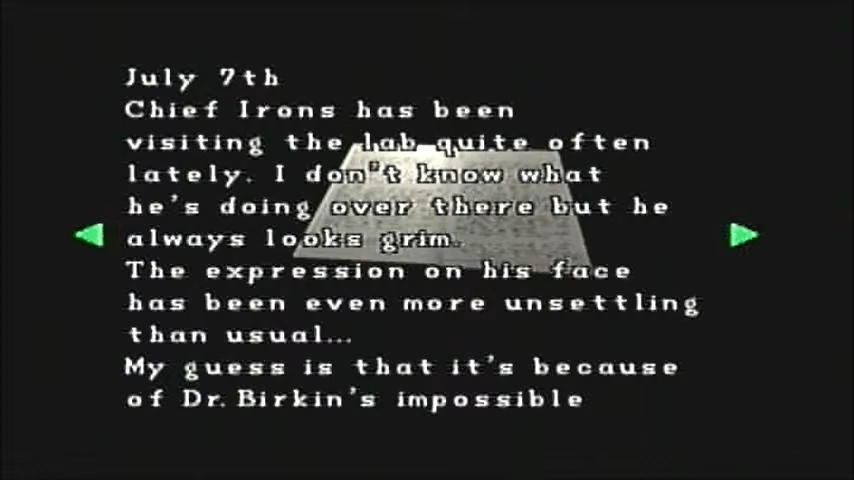 July 7th
Chief Irons has been
visiting the lab quite often
lately. I don't know what
he's doing over there but he
always looks grim.
The expression on his face
has been even more unsettling
than usual...
My guess is that it's because
of Dr. Birkin's impossible